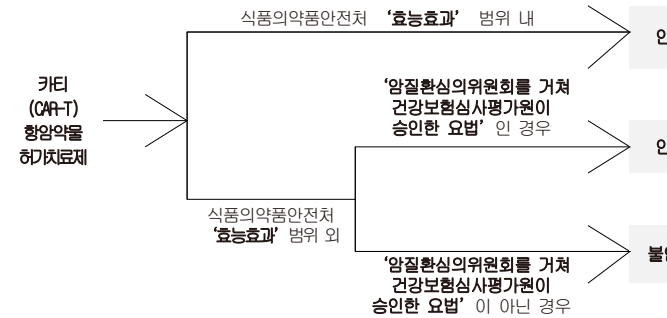 식품의약품안전처 '효능효과' 범위 내
카티
(CAR-T)
항암약물
허가치료제
'암질환심의위원회를 거쳐
건강보험심사평가원이
승인한 요법' 인 경우
식품의약품안전처
'효능효과' 범위 외
'암질환심의위원회를 거쳐
건강보험심사평가원이
승인한 요법' 이 아닌 경우